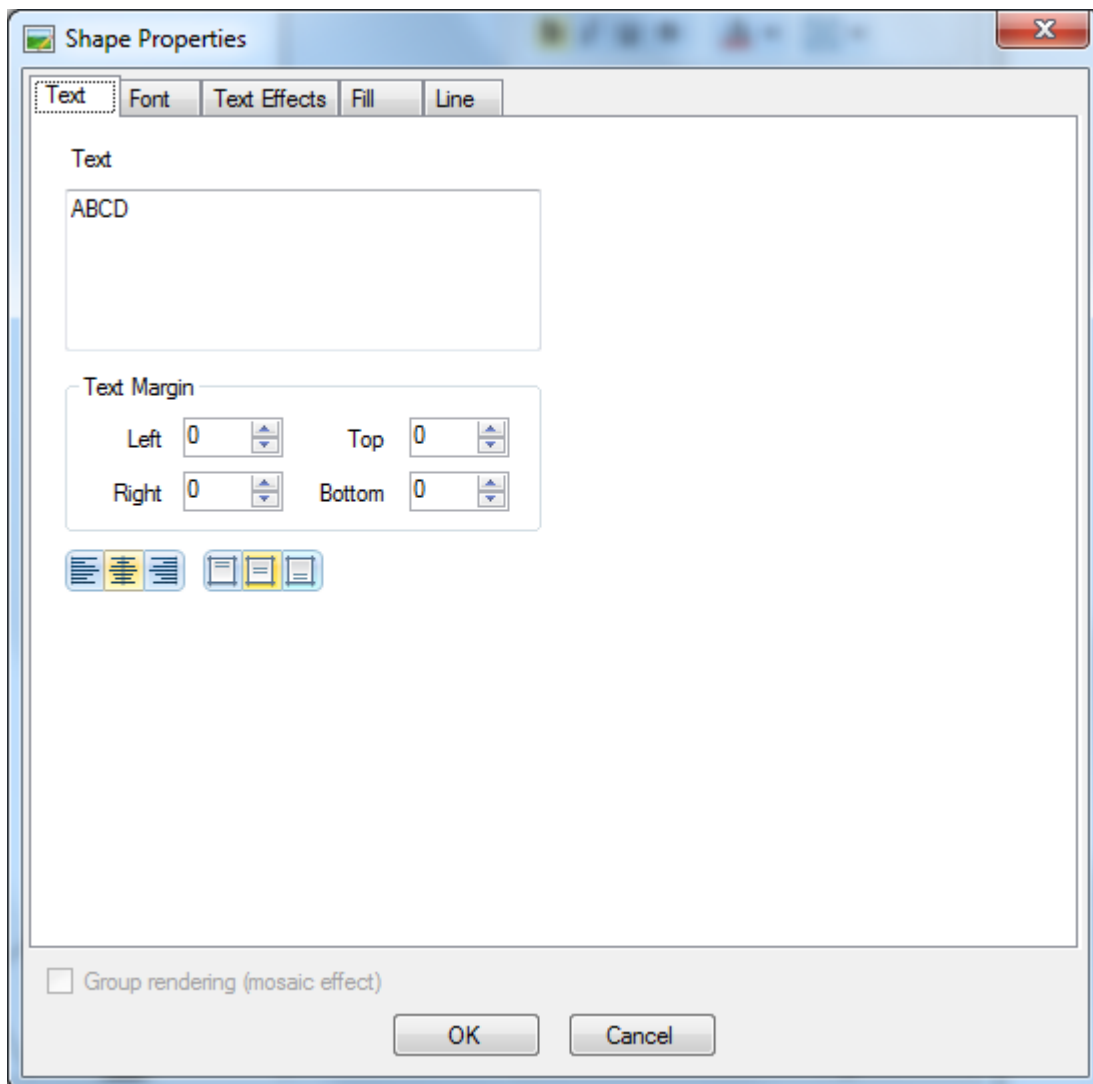 Shape Properties
Text Font Text Effects Fill Line
Text
ABCD
Text Margin
Left 0 Top 0
Right 0 Bottom 0
Group rendering (mosaic effect)
OK Cancel